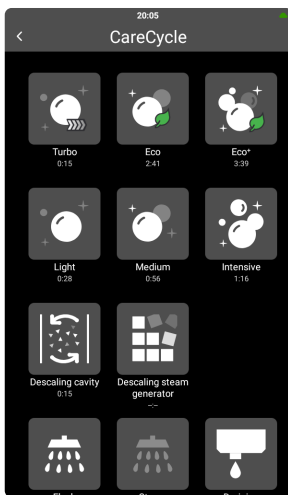 20:05
CareCycle
Turbo Eco Eco+
0:15 2:41 3:39
Light Medium Intensive
0:28 0:56 1:16
Descaling cavity Descaling steam
0:15 generator
--:--